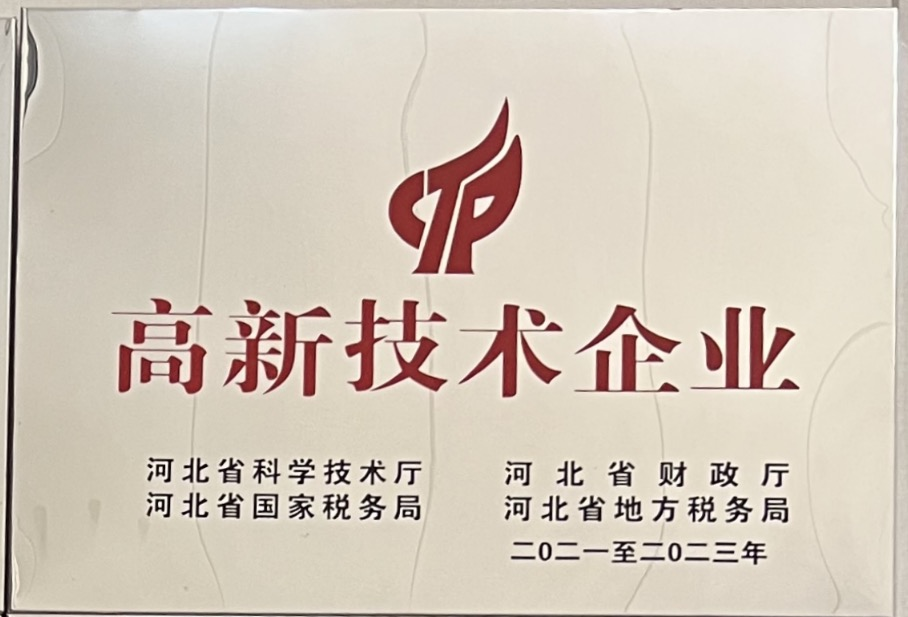 高新技术企业
河北省科学技术厅 河北省财政厅
河北省国家税务局 河北省地方税务局
二〇二一至二〇二三年